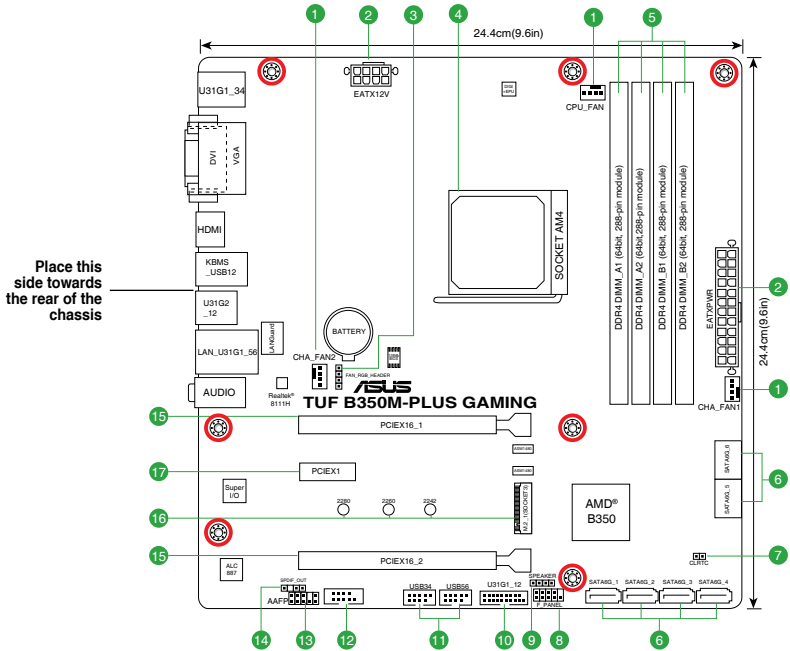 1
2
3
4
1
5
24.4cm(9.6in)
U31G1_34
EATX12V
DIGI
+EPU
CPU_FAN
DVI
VGA
HDMI
KBMS
_USB12
U31G2
_12
LAN_U31G1_56
AUDIO
Place this
side towards
the rear of the
chassis
SOCKET AM4
DDR4 DIMM_A1 (64bit, 288-pin module)
DDR4 DIMM_A2 (64bit,288-pin module)
DDR4 DIMM_B1 (64bit, 288-pin module)
DDR4 DIMM_B2 (64bit, 288-pin module)
EATXPWR
2
24.4cm(9.6in)
LANGuard
BATTERY
CHA_FAN2
FAN_RGB_HEADER
Realtek®
8111H
ASUS
TUF B350M-PLUS GAMING
CHA_FAN1
1
15
PCIEX16_1
17
PCIEX1
Super
I/O
2280
2260
2242
16
M.2_1(SOCKET3)
AMD®
B350
SATA6G_6
SATA6G_5
6
15
PCIEX16_2
CLRTC
7
ALC
887
SPDIF_OUT
AAFP
USB34
USB56
U31G1_12
SPEAKER
F_PANEL
SATA6G_1
SATA6G_2
SATA6G_3
SATA6G_4
14
13
12
11
10
9
8
6